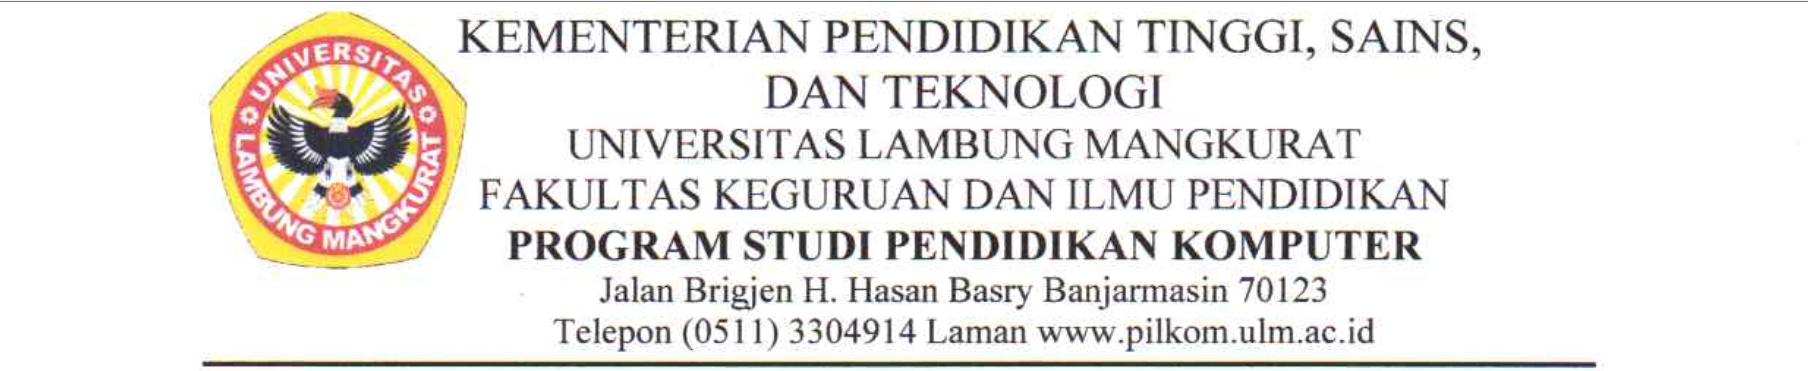 UNIVERSITAS
LAMBUNG MANGKURAT
KEMENTERIAN PENDIDIKAN TINGGI, SAINS,
DAN TEKNOLOGI
UNIVERSITAS LAMBUNG MANGKURAT
FAKULTAS KEGURUAN DAN ILMU PENDIDIKAN
PROGRAM STUDI PENDIDIKAN KOMPUTER
Jalan Brigjen H. Hasan Basry Banjarmasin 70123
Telepon (0511) 3304914 Laman www.pilkom.ulm.ac.id